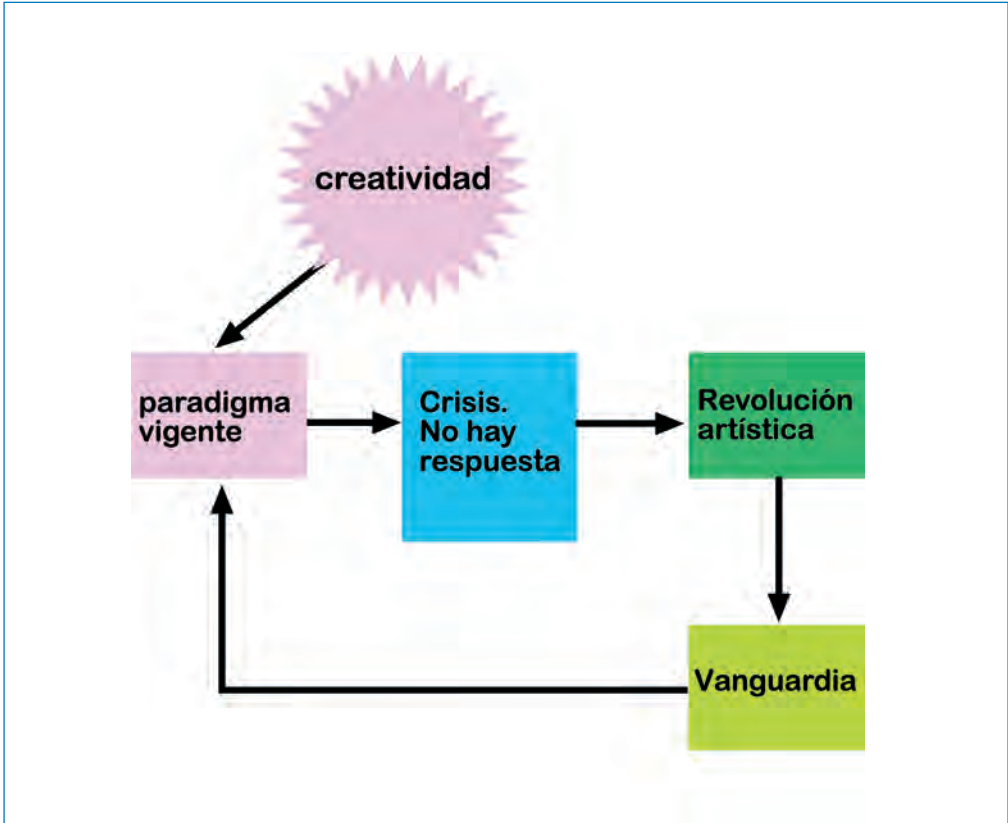 creatividad
paradigma
vigente
Crisis.
No hay
respuesta
Revolución
artística
Vanguardia